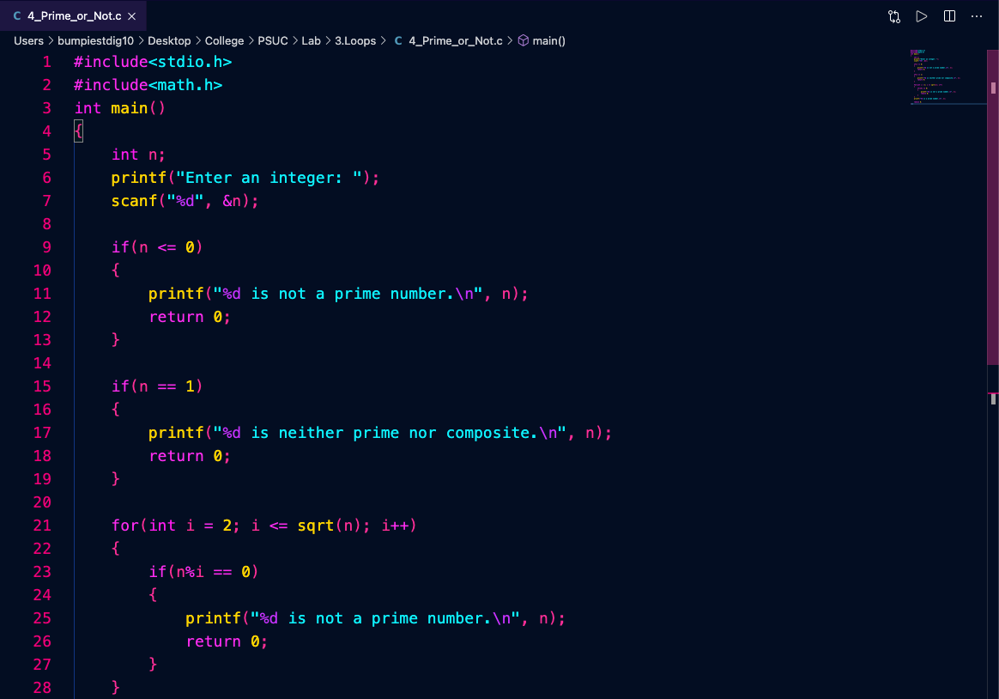 C 4_Prime_or_Not.c ×
Users > bumpiestdig10 > Desktop > College > PSUC > Lab > 3.Loops > C 4_Prime_or_Not.c > main()
1 #include<stdio.h>
2 #include<math.h>
3 int main()
4 {
5     int n;
6     printf("Enter an integer: ");
7     scanf("%d", &n);
8
9     if(n <= 0)
10     {
11         printf("%d is not a prime number.\n", n);
12         return 0;
13     }
14
15     if(n == 1)
16     {
17         printf("%d is neither prime nor composite.\n", n);
18         return 0;
19     }
20
21     for(int i = 2; i <= sqrt(n); i++)
22     {
23         if(n%i == 0)
24         {
25             printf("%d is not a prime number.\n", n);
26             return 0;
27         }
28     }